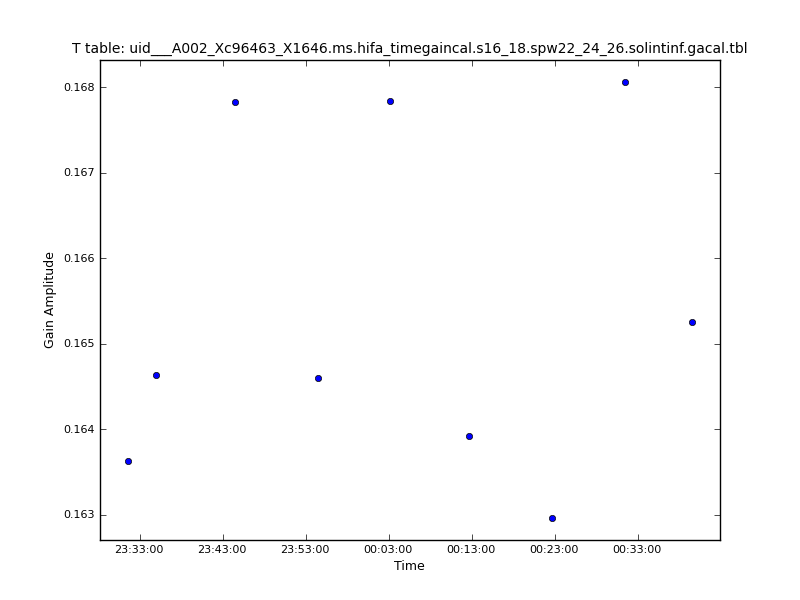 T table: uid___A002_Xc96463_X1646.ms.hifa_timegaincal.s16_18.spw22_24_26.solintinf.gacal.tbl
0.168
0.167
0.166
0.165
0.164
0.163
Gain Amplitude
23:33:00 23:43:00 23:53:00 00:03:00 00:13:00 00:23:00 00:33:00
Time